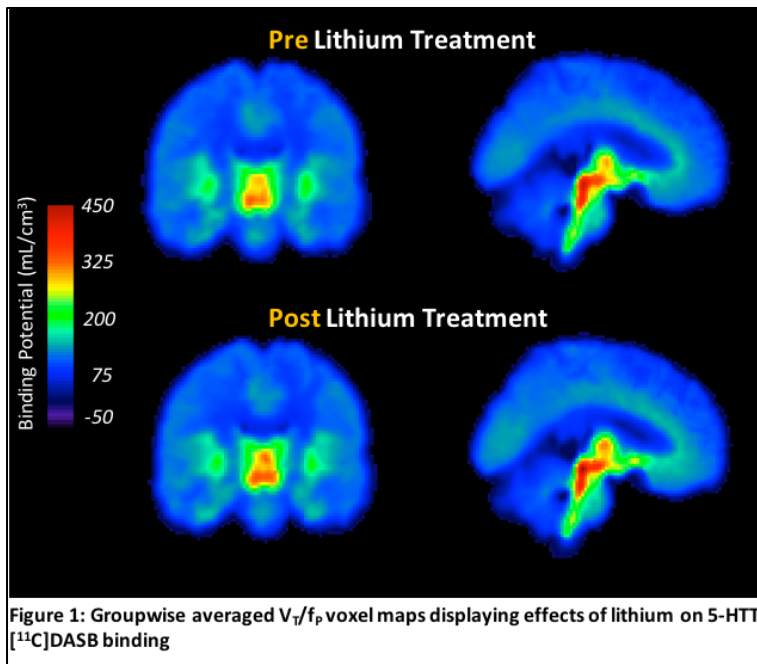 Pre Lithium Treatment
Binding Potential (mL/cm³)
450
325
200
75
-50
Post Lithium Treatment
Figure 1: Groupwise averaged V_T/f_P voxel maps displaying effects of lithium on 5-HTT
[¹¹C]DASB binding